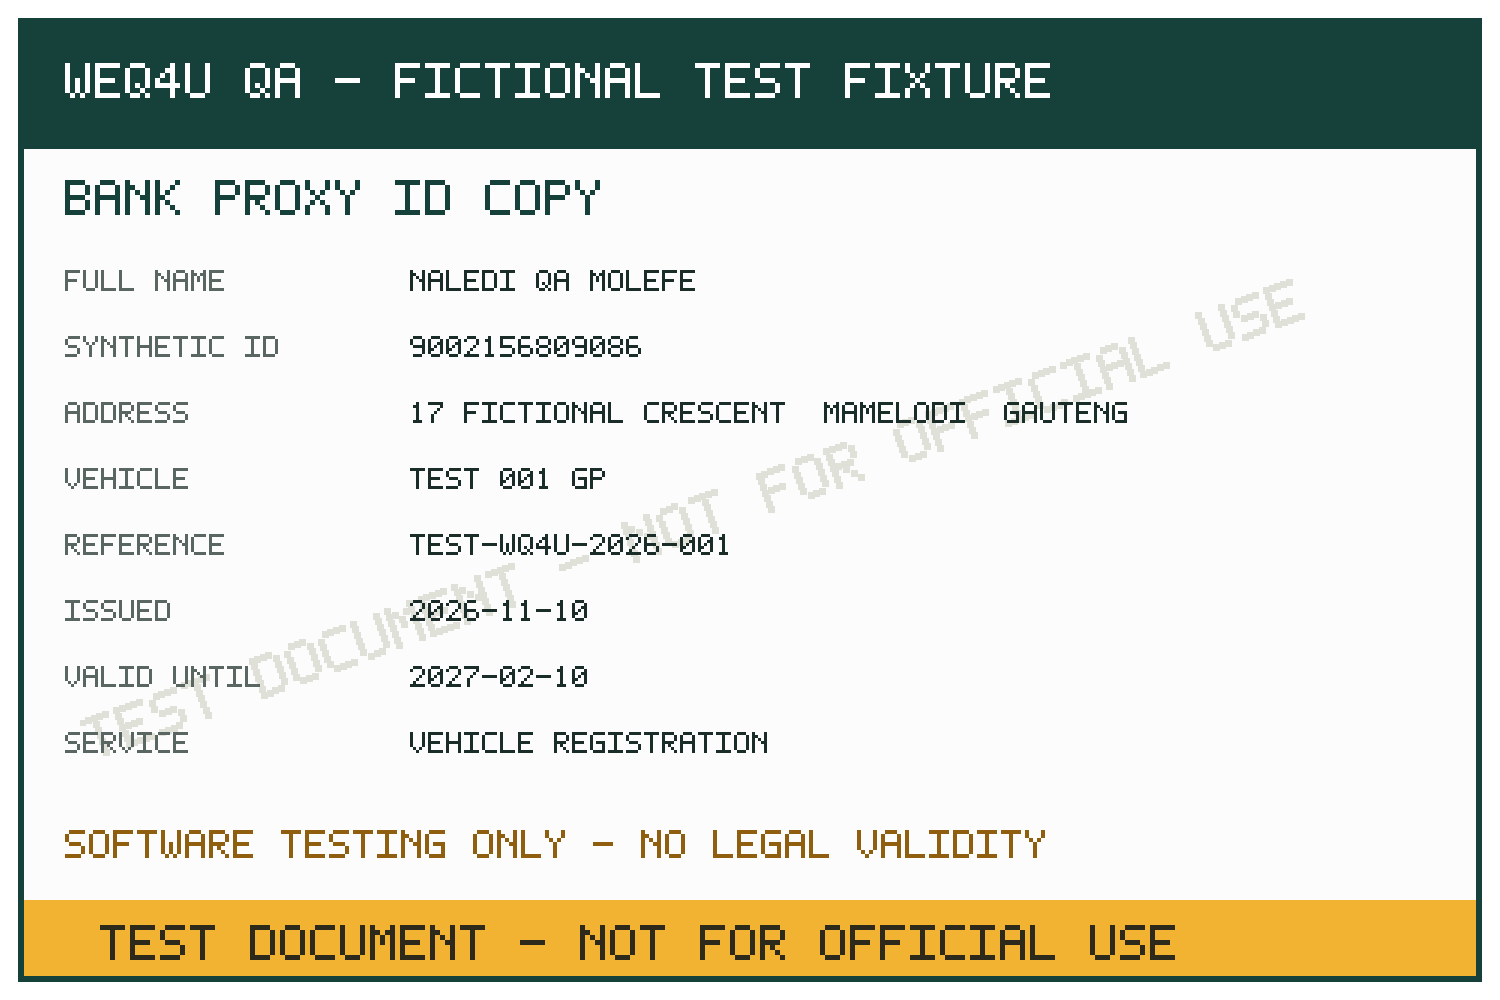 WEQ4U QA - FICTIONAL TEST FIXTURE
BANK PROXY ID COPY
FULL NAME NALEDI QA MOLEFE
SYNTHETIC ID 9002156809086
ADDRESS 17 FICTIONAL CRESCENT MAMELODI GAUTENG
VEHICLE TEST 001 GP
REFERENCE TEST-WQ4U-2026-001
ISSUED 2026-11-10
VALID UNTIL 2027-02-10
SERVICE VEHICLE REGISTRATION
TEST DOCUMENT - NOT FOR OFFICIAL USE
SOFTWARE TESTING ONLY - NO LEGAL VALIDITY
TEST DOCUMENT - NOT FOR OFFICIAL USE